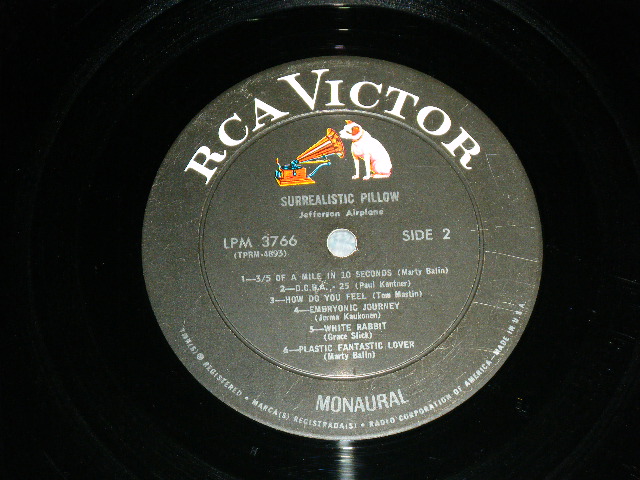 RCA VICTOR
SURREALISTIC PILLOW
Jefferson Airplane
LPM 3766
(TPRM-4893)
SIDE 2
1—3/5 OF A MILE IN 10 SECONDS (Marty Balin)
2—D.C.B.A. - 25 (Paul Kantner)
3—HOW DO YOU FEEL (Tom Mastin)
4—EMBRYONIC JOURNEY
(Jorma Kaukonen)
5—WHITE RABBIT
(Grace Slick)
6—PLASTIC FANTASTIC LOVER
(Marty Balin)
MONAURAL
TMK(S) ® REGISTERED • MARCA(S) REGISTRADA(S) • RADIO CORPORATION OF AMERICA-MADE IN U.S.A.